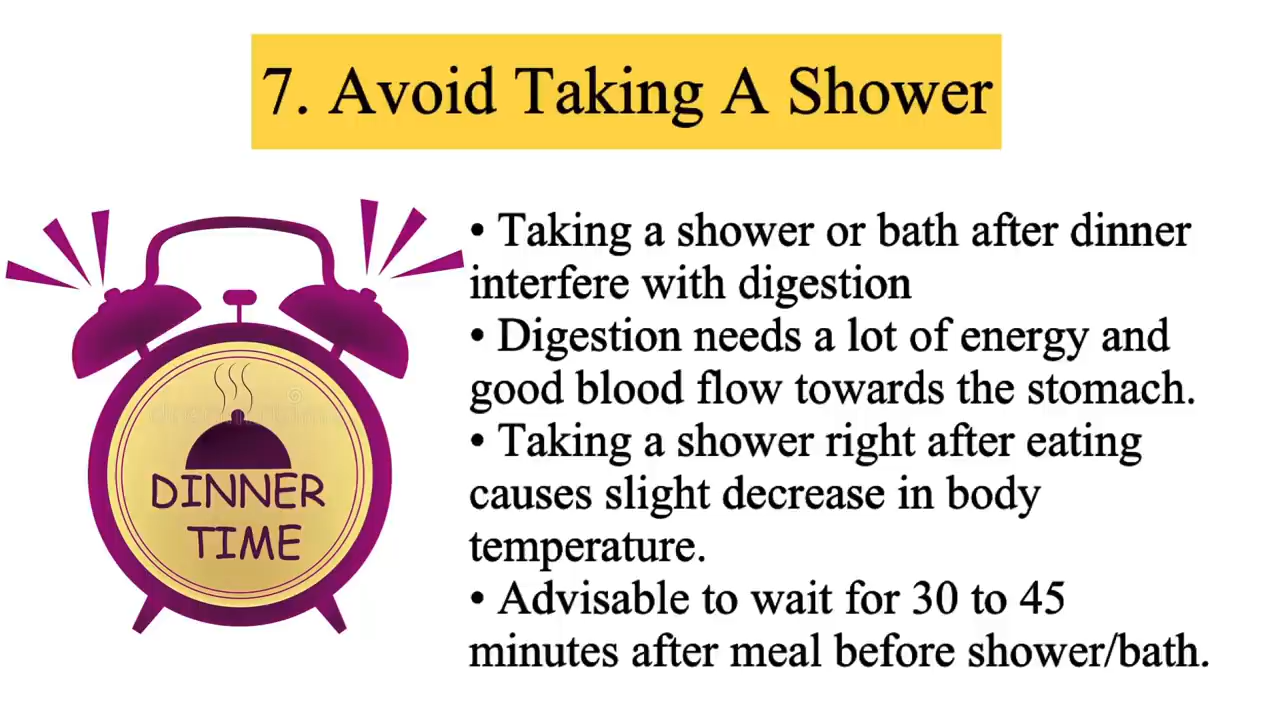 7. Avoid Taking A Shower
• Taking a shower or bath after dinner
interfere with digestion
• Digestion needs a lot of energy and
good blood flow towards the stomach.
• Taking a shower right after eating
causes slight decrease in body
temperature.
• Advisable to wait for 30 to 45
minutes after meal before shower/bath.
DINNER
TIME